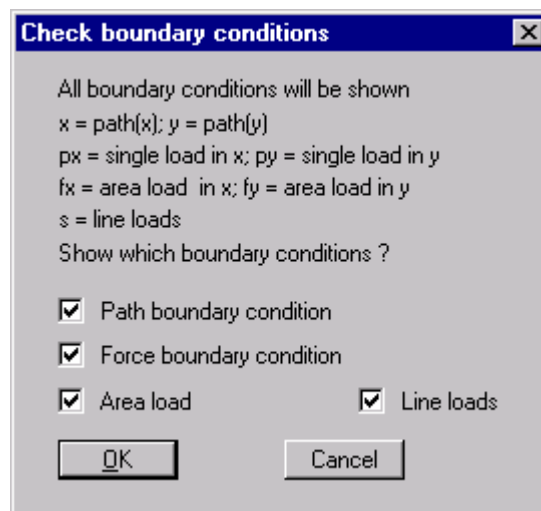 Check boundary conditions
All boundary conditions will be shown
x = path(x); y = path(y)
px = single load in x; py = single load in y
fx = area load  in x; fy = area load in y
s = line loads
Show which boundary conditions ?
Path boundary condition
Force boundary condition
Area load Line loads
OK Cancel